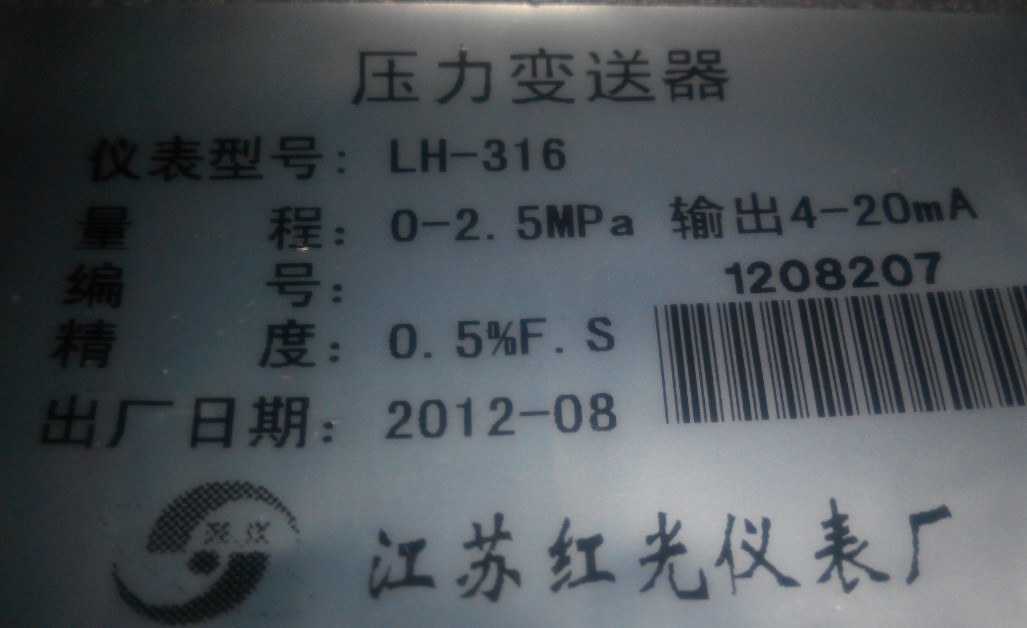 压力变送器
仪表型号: LH-316
量 程: 0-2.5MPa 输出4-20mA
编 号: 1208207
精 度: 0.5%F.S
出厂日期: 2012-08
江苏红光仪表厂